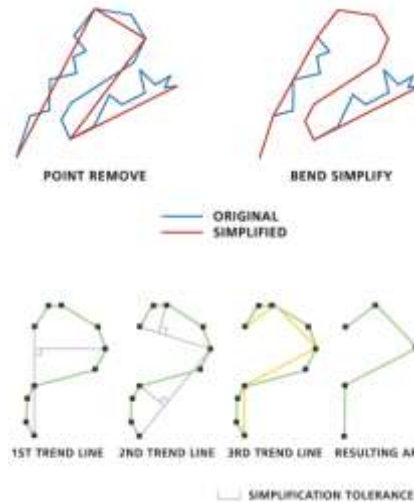 POINT REMOVE
BEND SIMPLIFY
ORIGINAL
SIMPLIFIED
1ST TREND LINE
2ND TREND LINE
3RD TREND LINE
RESULTING AR
SIMPLIFICATION TOLERANCE